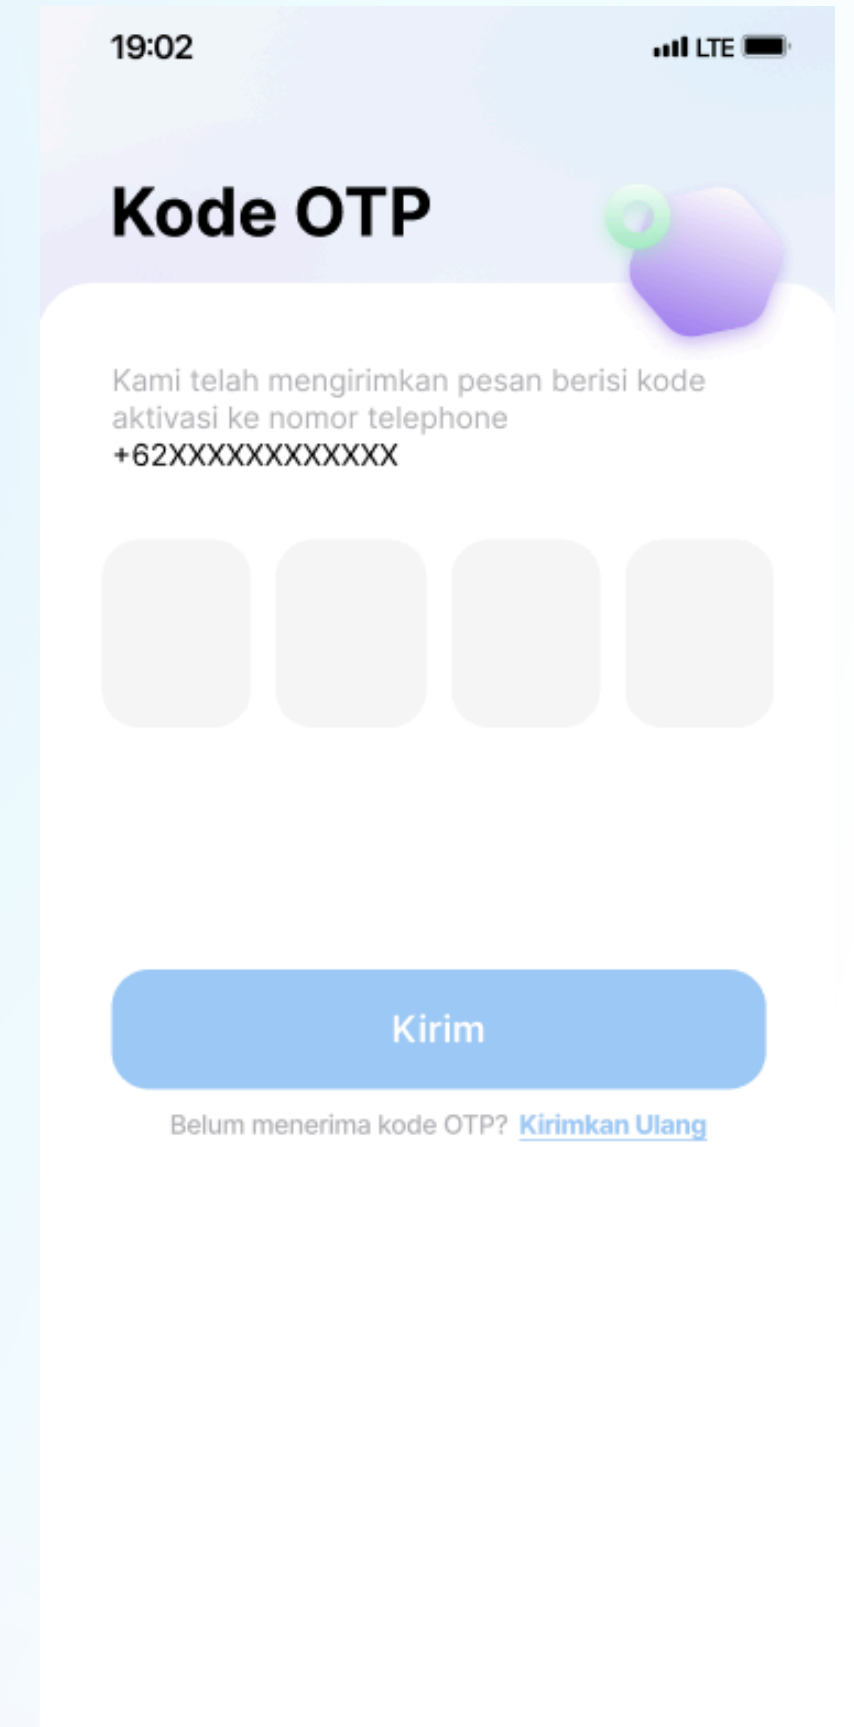 19:02
LTE
Kode OTP
Kami telah mengirimkan pesan berisi kode
aktivasi ke nomor telephone
+62XXXXXXXXXXXX
Kirim
Belum menerima kode OTP? Kirimkan Ulang